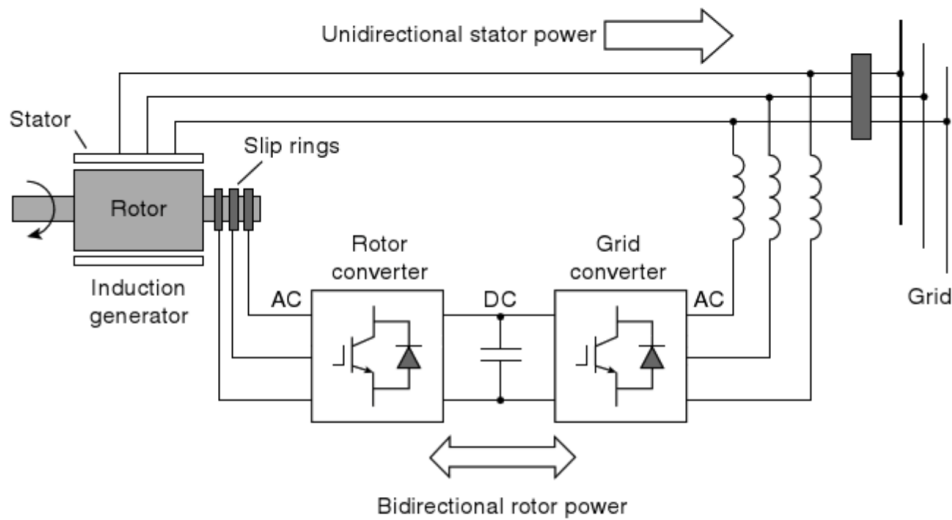 Unidirectional stator power
Stator
Slip rings
Rotor
Induction
generator
AC
Rotor
converter
DC
Grid
converter
AC
Grid
Bidirectional rotor power